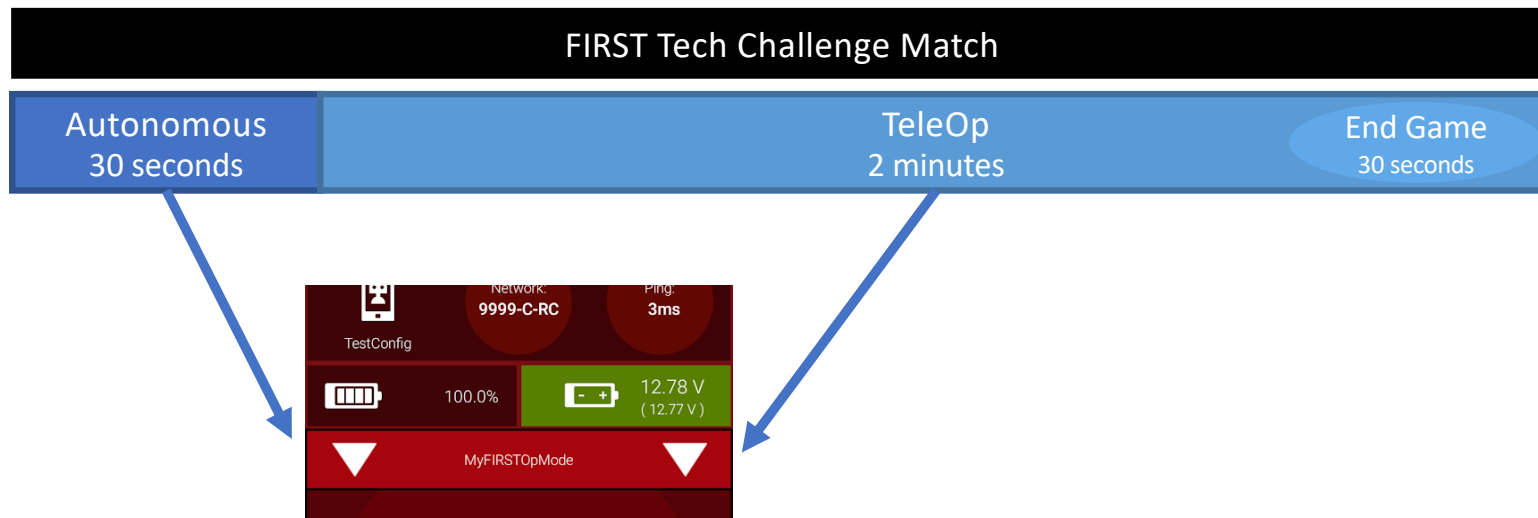 FIRST Tech Challenge Match
Autonomous
30 seconds
TeleOp
2 minutes
End Game
30 seconds
Network:
9999-C-RC
Ping:
3ms
TestConfig
100.0%
12.78 V
( 12.77 V )
MyFIRSTOpMode